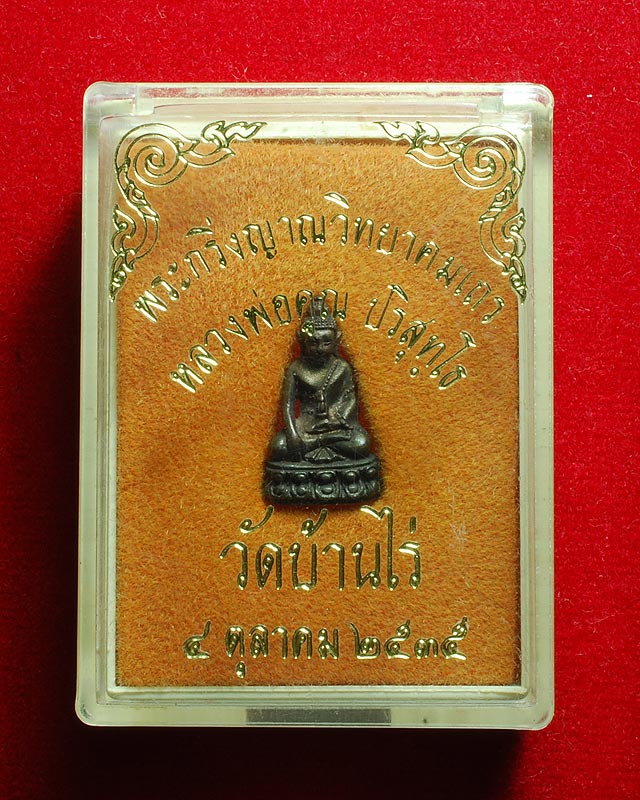 พระกริ่งญาณวิทยาคมเถร
หลวงพ่อคูณ ปริสุทฺโธ
วัดบ้านไร่
๔ ตุลาคม ๒๕๓๕